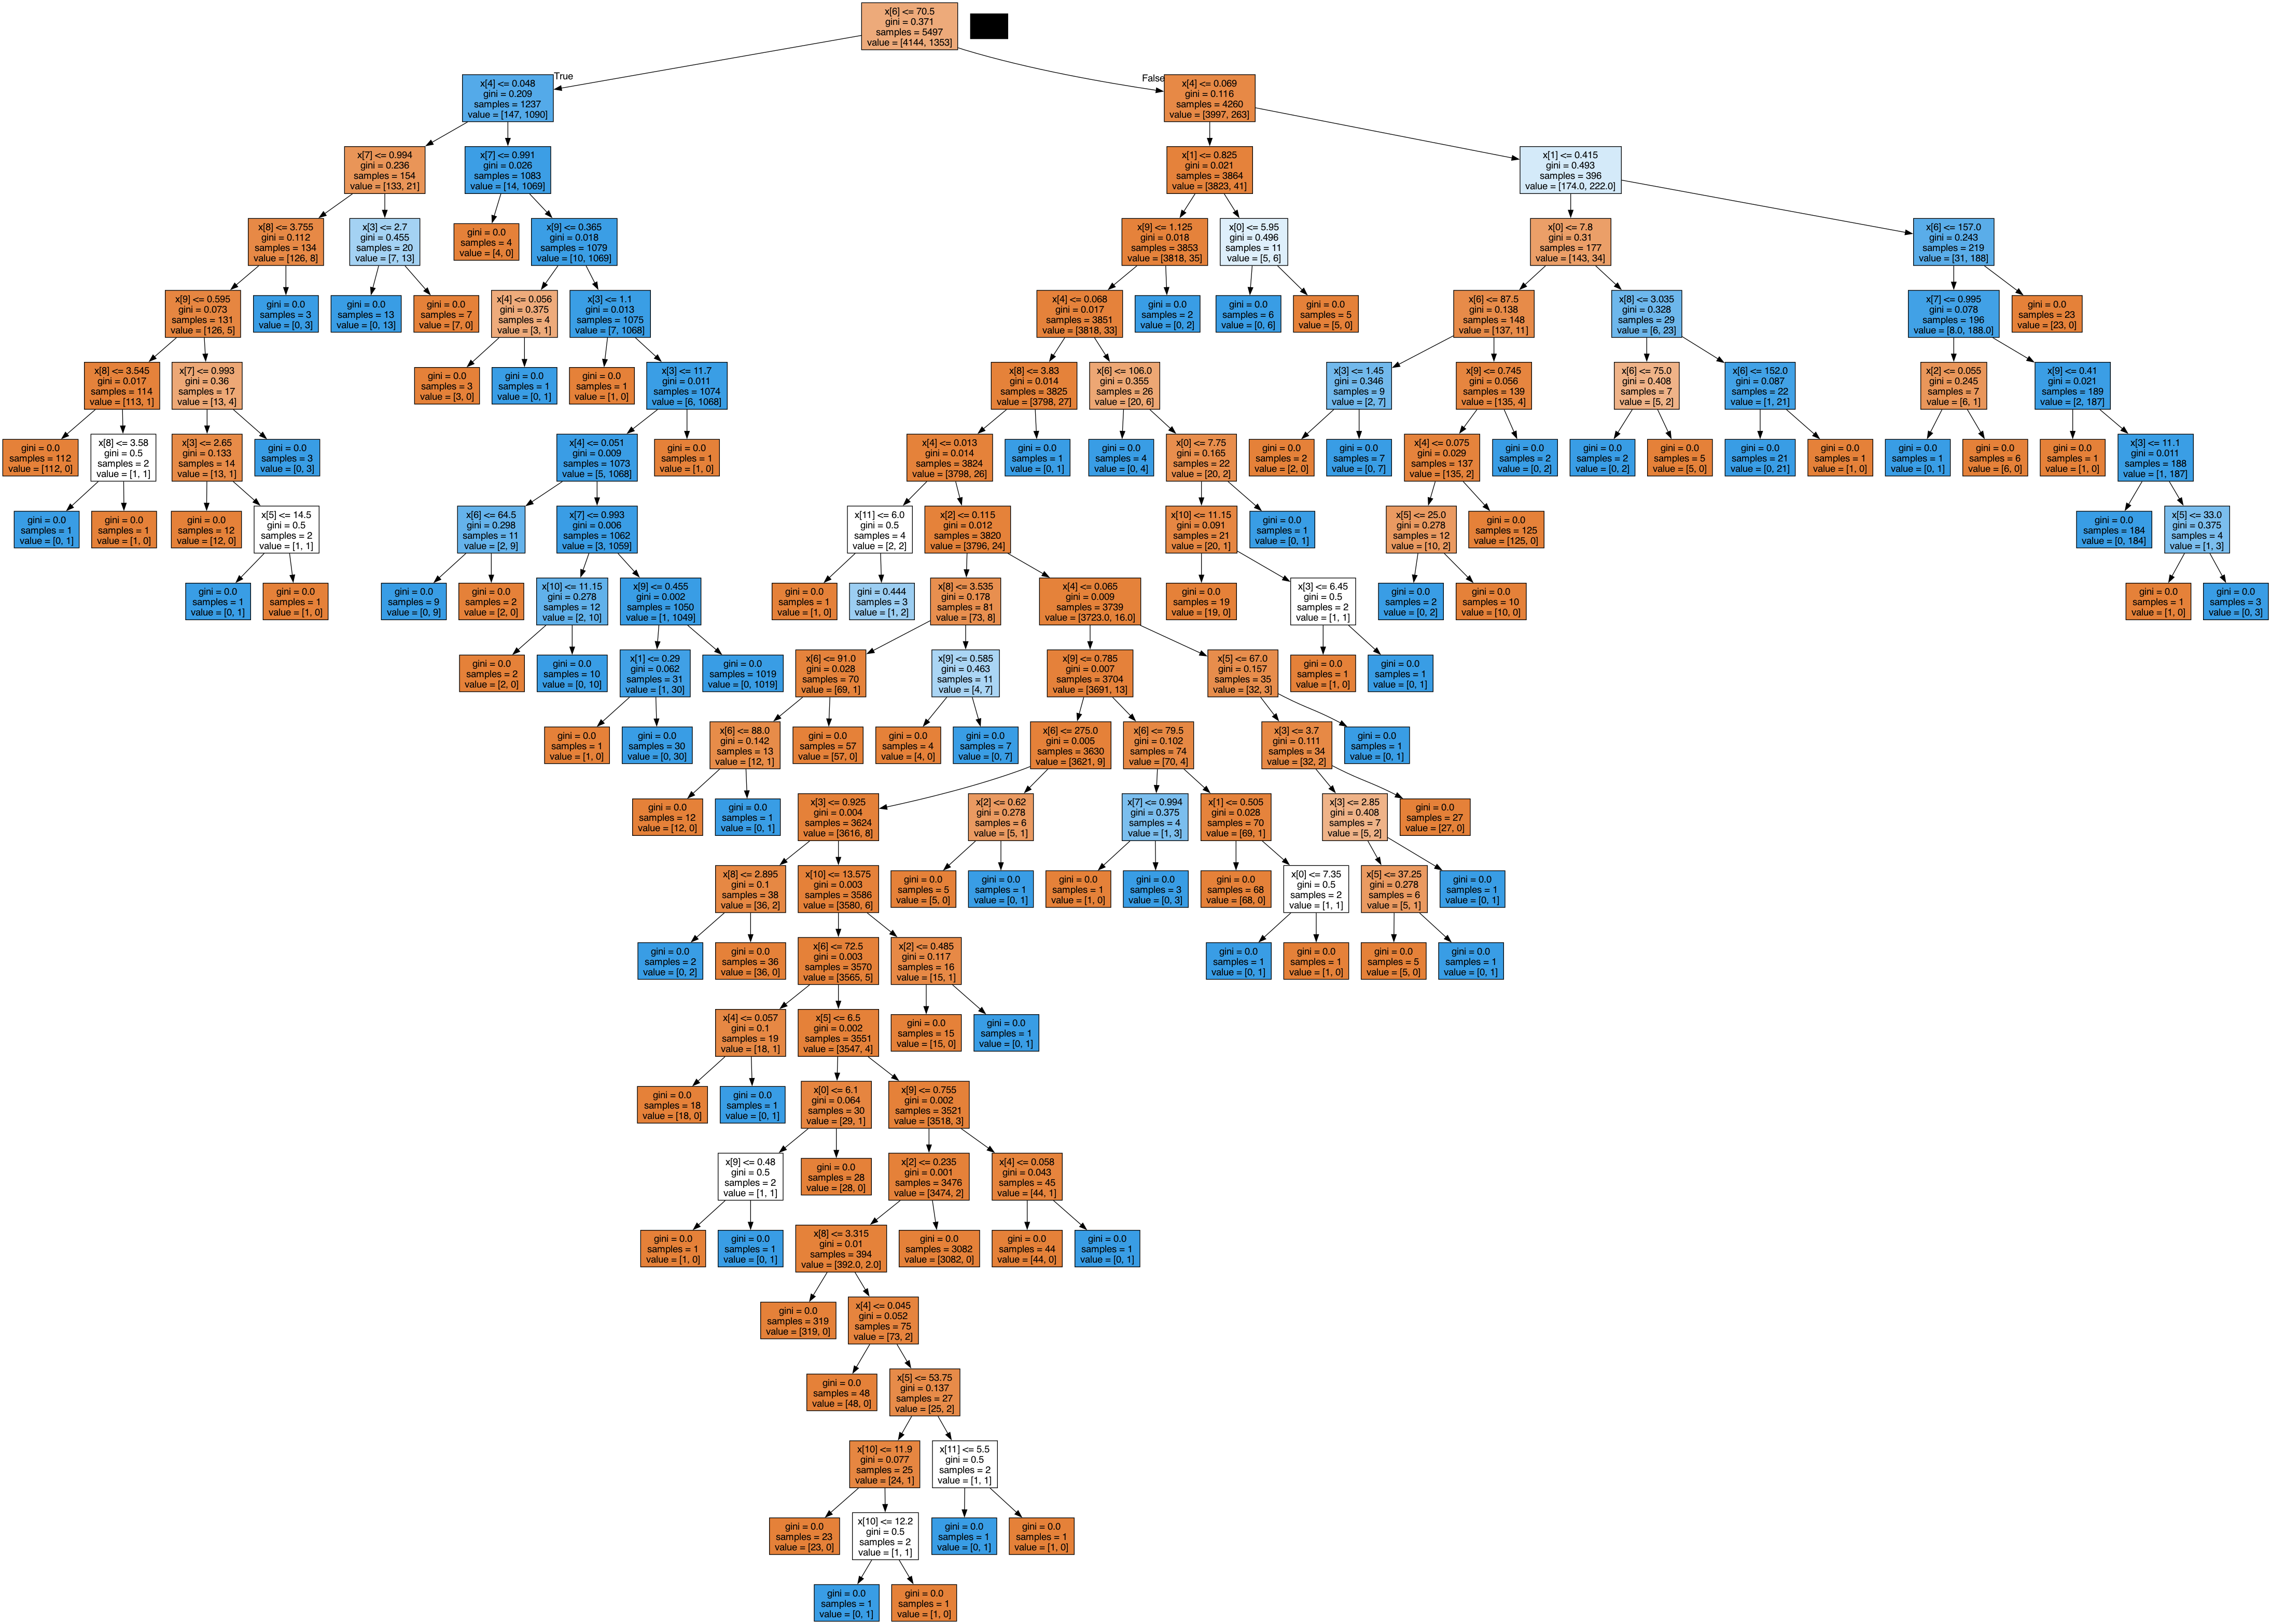 x[6] <= 70.5
gini = 0.371
samples = 5497
value = [4144, 1353]
True
False
x[4] <= 0.048
gini = 0.209
samples = 1237
value = [147, 1090]
x[4] <= 0.069
gini = 0.116
samples = 4260
value = [3997, 263]
x[7] <= 0.994
gini = 0.236
samples = 154
value = [133, 21]
x[7] <= 0.991
gini = 0.026
samples = 1083
value = [14, 1069]
x[1] <= 0.825
gini = 0.021
samples = 3864
value = [3823, 41]
x[1] <= 0.415
gini = 0.493
samples = 396
value = [174.0, 222.0]
x[8] <= 3.755
gini = 0.112
samples = 134
value = [126, 8]
x[3] <= 2.7
gini = 0.455
samples = 20
value = [7, 13]
gini = 0.0
samples = 4
value = [4, 0]
x[9] <= 0.365
gini = 0.018
samples = 1079
value = [10, 1069]
x[9] <= 1.125
gini = 0.018
samples = 3853
value = [3818, 35]
x[0] <= 5.95
gini = 0.496
samples = 11
value = [5, 6]
x[0] <= 7.8
gini = 0.31
samples = 177
value = [143, 34]
x[6] <= 157.0
gini = 0.243
samples = 219
value = [31, 188]
x[9] <= 0.595
gini = 0.073
samples = 131
value = [126, 5]
gini = 0.0
samples = 3
value = [0, 3]
gini = 0.0
samples = 13
value = [0, 13]
gini = 0.0
samples = 7
value = [7, 0]
x[4] <= 0.056
gini = 0.375
samples = 4
value = [3, 1]
x[3] <= 1.1
gini = 0.013
samples = 1075
value = [7, 1068]
x[4] <= 0.068
gini = 0.017
samples = 3851
value = [3818, 33]
gini = 0.0
samples = 2
value = [0, 2]
gini = 0.0
samples = 6
value = [0, 6]
gini = 0.0
samples = 5
value = [5, 0]
x[6] <= 87.5
gini = 0.138
samples = 148
value = [137, 11]
x[8] <= 3.035
gini = 0.328
samples = 29
value = [6, 23]
x[7] <= 0.995
gini = 0.078
samples = 196
value = [8.0, 188.0]
gini = 0.0
samples = 23
value = [23, 0]
x[8] <= 3.545
gini = 0.017
samples = 114
value = [113, 1]
x[7] <= 0.993
gini = 0.36
samples = 17
value = [13, 4]
gini = 0.0
samples = 3
value = [3, 0]
gini = 0.0
samples = 1
value = [0, 1]
gini = 0.0
samples = 1
value = [1, 0]
x[3] <= 11.7
gini = 0.011
samples = 1074
value = [6, 1068]
x[8] <= 3.83
gini = 0.014
samples = 3825
value = [3798, 27]
x[6] <= 106.0
gini = 0.355
samples = 26
value = [20, 6]
x[3] <= 1.45
gini = 0.346
samples = 9
value = [2, 7]
x[9] <= 0.745
gini = 0.056
samples = 139
value = [135, 4]
x[6] <= 75.0
gini = 0.408
samples = 7
value = [5, 2]
x[6] <= 152.0
gini = 0.087
samples = 22
value = [1, 21]
x[2] <= 0.055
gini = 0.245
samples = 7
value = [6, 1]
x[9] <= 0.41
gini = 0.021
samples = 189
value = [2, 187]
gini = 0.0
samples = 112
value = [112, 0]
x[8] <= 3.58
gini = 0.5
samples = 2
value = [1, 1]
x[3] <= 2.65
gini = 0.133
samples = 14
value = [13, 1]
gini = 0.0
samples = 3
value = [0, 3]
x[4] <= 0.051
gini = 0.009
samples = 1073
value = [5, 1068]
gini = 0.0
samples = 1
value = [1, 0]
x[4] <= 0.013
gini = 0.014
samples = 3824
value = [3798, 26]
gini = 0.0
samples = 1
value = [0, 1]
gini = 0.0
samples = 4
value = [0, 4]
x[0] <= 7.75
gini = 0.165
samples = 22
value = [20, 2]
gini = 0.0
samples = 2
value = [2, 0]
gini = 0.0
samples = 7
value = [0, 7]
x[4] <= 0.075
gini = 0.029
samples = 137
value = [135, 2]
gini = 0.0
samples = 2
value = [0, 2]
gini = 0.0
samples = 2
value = [0, 2]
gini = 0.0
samples = 5
value = [5, 0]
gini = 0.0
samples = 21
value = [0, 21]
gini = 0.0
samples = 1
value = [1, 0]
gini = 0.0
samples = 1
value = [0, 1]
gini = 0.0
samples = 6
value = [6, 0]
gini = 0.0
samples = 1
value = [1, 0]
x[3] <= 11.1
gini = 0.011
samples = 188
value = [1, 187]
gini = 0.0
samples = 1
value = [0, 1]
gini = 0.0
samples = 1
value = [1, 0]
gini = 0.0
samples = 12
value = [12, 0]
x[5] <= 14.5
gini = 0.5
samples = 2
value = [1, 1]
x[6] <= 64.5
gini = 0.298
samples = 11
value = [2, 9]
x[7] <= 0.993
gini = 0.006
samples = 1062
value = [3, 1059]
x[11] <= 6.0
gini = 0.5
samples = 4
value = [2, 2]
x[2] <= 0.115
gini = 0.012
samples = 3820
value = [3796, 24]
x[10] <= 11.15
gini = 0.091
samples = 21
value = [20, 1]
gini = 0.0
samples = 1
value = [0, 1]
x[5] <= 25.0
gini = 0.278
samples = 12
value = [10, 2]
gini = 0.0
samples = 125
value = [125, 0]
gini = 0.0
samples = 184
value = [0, 184]
x[5] <= 33.0
gini = 0.375
samples = 4
value = [1, 3]
gini = 0.0
samples = 1
value = [0, 1]
gini = 0.0
samples = 1
value = [1, 0]
gini = 0.0
samples = 9
value = [0, 9]
gini = 0.0
samples = 2
value = [2, 0]
x[10] <= 11.15
gini = 0.278
samples = 12
value = [2, 10]
x[9] <= 0.455
gini = 0.002
samples = 1050
value = [1, 1049]
gini = 0.0
samples = 1
value = [1, 0]
gini = 0.444
samples = 3
value = [1, 2]
x[8] <= 3.535
gini = 0.178
samples = 81
value = [73, 8]
x[4] <= 0.065
gini = 0.009
samples = 3739
value = [3723.0, 16.0]
gini = 0.0
samples = 19
value = [19, 0]
x[3] <= 6.45
gini = 0.5
samples = 2
value = [1, 1]
gini = 0.0
samples = 2
value = [0, 2]
gini = 0.0
samples = 10
value = [10, 0]
gini = 0.0
samples = 1
value = [1, 0]
gini = 0.0
samples = 3
value = [0, 3]
gini = 0.0
samples = 2
value = [2, 0]
gini = 0.0
samples = 10
value = [0, 10]
x[1] <= 0.29
gini = 0.062
samples = 31
value = [1, 30]
gini = 0.0
samples = 1019
value = [0, 1019]
x[6] <= 91.0
gini = 0.028
samples = 70
value = [69, 1]
x[9] <= 0.585
gini = 0.463
samples = 11
value = [4, 7]
x[9] <= 0.785
gini = 0.007
samples = 3704
value = [3691, 13]
x[5] <= 67.0
gini = 0.157
samples = 35
value = [32, 3]
gini = 0.0
samples = 1
value = [1, 0]
gini = 0.0
samples = 1
value = [0, 1]
gini = 0.0
samples = 1
value = [1, 0]
gini = 0.0
samples = 30
value = [0, 30]
x[6] <= 88.0
gini = 0.142
samples = 13
value = [12, 1]
gini = 0.0
samples = 57
value = [57, 0]
gini = 0.0
samples = 4
value = [4, 0]
gini = 0.0
samples = 7
value = [0, 7]
x[6] <= 275.0
gini = 0.005
samples = 3630
value = [3621, 9]
x[6] <= 79.5
gini = 0.102
samples = 74
value = [70, 4]
x[3] <= 3.7
gini = 0.111
samples = 34
value = [32, 2]
gini = 0.0
samples = 1
value = [0, 1]
gini = 0.0
samples = 12
value = [12, 0]
gini = 0.0
samples = 1
value = [0, 1]
x[3] <= 0.925
gini = 0.004
samples = 3624
value = [3616, 8]
x[2] <= 0.62
gini = 0.278
samples = 6
value = [5, 1]
x[7] <= 0.994
gini = 0.375
samples = 4
value = [1, 3]
x[1] <= 0.505
gini = 0.028
samples = 70
value = [69, 1]
x[3] <= 2.85
gini = 0.408
samples = 7
value = [5, 2]
gini = 0.0
samples = 27
value = [27, 0]
x[8] <= 2.895
gini = 0.1
samples = 38
value = [36, 2]
x[10] <= 13.575
gini = 0.003
samples = 3586
value = [3580, 6]
gini = 0.0
samples = 5
value = [5, 0]
gini = 0.0
samples = 1
value = [0, 1]
gini = 0.0
samples = 1
value = [1, 0]
gini = 0.0
samples = 3
value = [0, 3]
gini = 0.0
samples = 68
value = [68, 0]
x[0] <= 7.35
gini = 0.5
samples = 2
value = [1, 1]
x[5] <= 37.25
gini = 0.278
samples = 6
value = [5, 1]
gini = 0.0
samples = 1
value = [0, 1]
gini = 0.0
samples = 2
value = [0, 2]
gini = 0.0
samples = 36
value = [36, 0]
x[6] <= 72.5
gini = 0.003
samples = 3570
value = [3565, 5]
x[2] <= 0.485
gini = 0.117
samples = 16
value = [15, 1]
gini = 0.0
samples = 1
value = [0, 1]
gini = 0.0
samples = 1
value = [1, 0]
gini = 0.0
samples = 5
value = [5, 0]
gini = 0.0
samples = 1
value = [0, 1]
x[4] <= 0.057
gini = 0.1
samples = 19
value = [18, 1]
x[5] <= 6.5
gini = 0.002
samples = 3551
value = [3547, 4]
gini = 0.0
samples = 15
value = [15, 0]
gini = 0.0
samples = 1
value = [0, 1]
gini = 0.0
samples = 18
value = [18, 0]
gini = 0.0
samples = 1
value = [0, 1]
x[0] <= 6.1
gini = 0.064
samples = 30
value = [29, 1]
x[9] <= 0.755
gini = 0.002
samples = 3521
value = [3518, 3]
x[9] <= 0.48
gini = 0.5
samples = 2
value = [1, 1]
gini = 0.0
samples = 28
value = [28, 0]
x[2] <= 0.235
gini = 0.001
samples = 3476
value = [3474, 2]
x[4] <= 0.058
gini = 0.043
samples = 45
value = [44, 1]
gini = 0.0
samples = 1
value = [1, 0]
gini = 0.0
samples = 1
value = [0, 1]
x[8] <= 3.315
gini = 0.01
samples = 394
value = [392.0, 2.0]
gini = 0.0
samples = 3082
value = [3082, 0]
gini = 0.0
samples = 44
value = [44, 0]
gini = 0.0
samples = 1
value = [0, 1]
gini = 0.0
samples = 319
value = [319, 0]
x[4] <= 0.045
gini = 0.052
samples = 75
value = [73, 2]
gini = 0.0
samples = 48
value = [48, 0]
x[5] <= 53.75
gini = 0.137
samples = 27
value = [25, 2]
x[10] <= 11.9
gini = 0.077
samples = 25
value = [24, 1]
x[11] <= 5.5
gini = 0.5
samples = 2
value = [1, 1]
gini = 0.0
samples = 23
value = [23, 0]
x[10] <= 12.2
gini = 0.5
samples = 2
value = [1, 1]
gini = 0.0
samples = 1
value = [0, 1]
gini = 0.0
samples = 1
value = [1, 0]
gini = 0.0
samples = 1
value = [0, 1]
gini = 0.0
samples = 1
value = [1, 0]